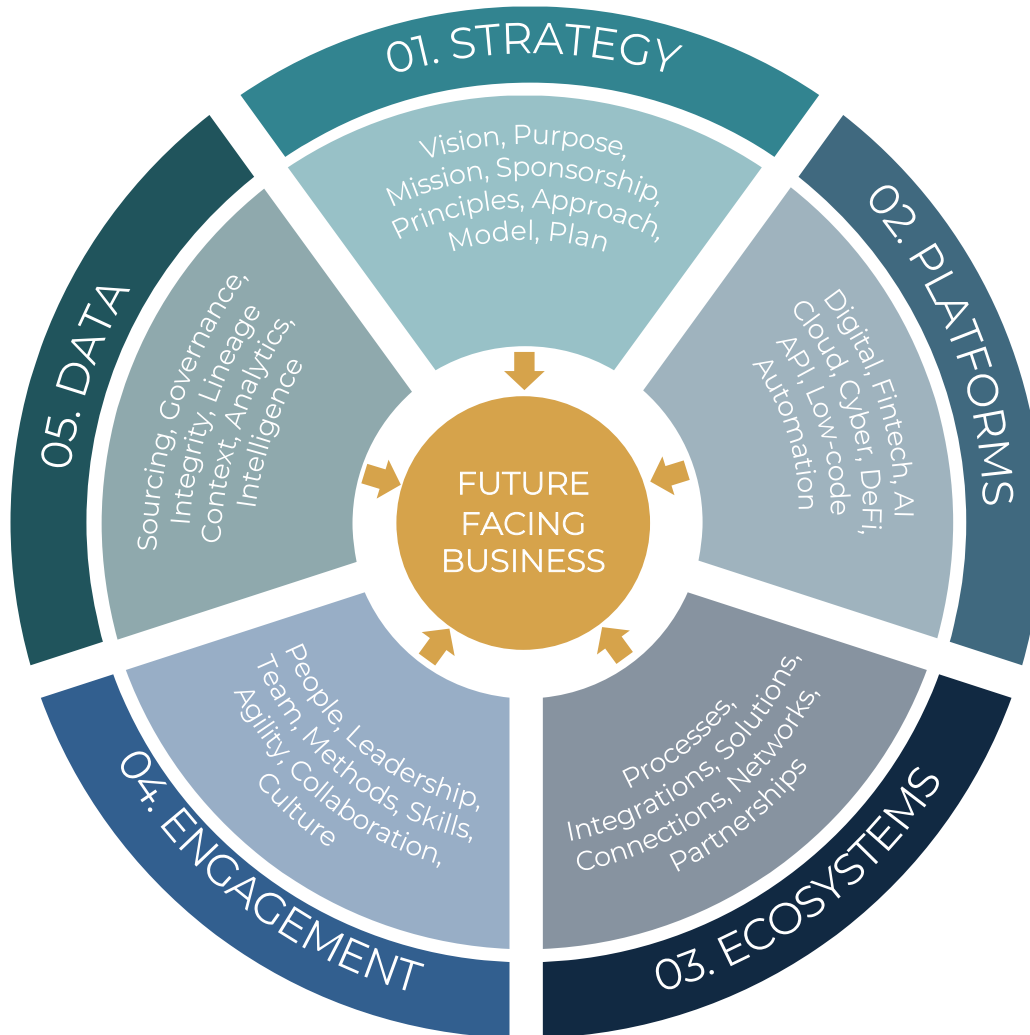 01. STRATEGY
Vision, Purpose,
Mission, Sponsorship,
Principles, Approach,
Model, Plan
02. PLATFORMS
Digital, Fintech, AI
Cloud, Cyber, DeFi,
API, Low-code
Automation
03. ECOSYSTEMS
Processes,
Integrations, Solutions,
Connections, Networks,
Partnerships
04. ENGAGEMENT
People, Leadership,
Team, Methods, Skills,
Agility, Collaboration,
Culture
05. DATA
Sourcing, Governance,
Integrity, Lineage
Context, Analytics,
Intelligence
FUTURE
FACING
BUSINESS